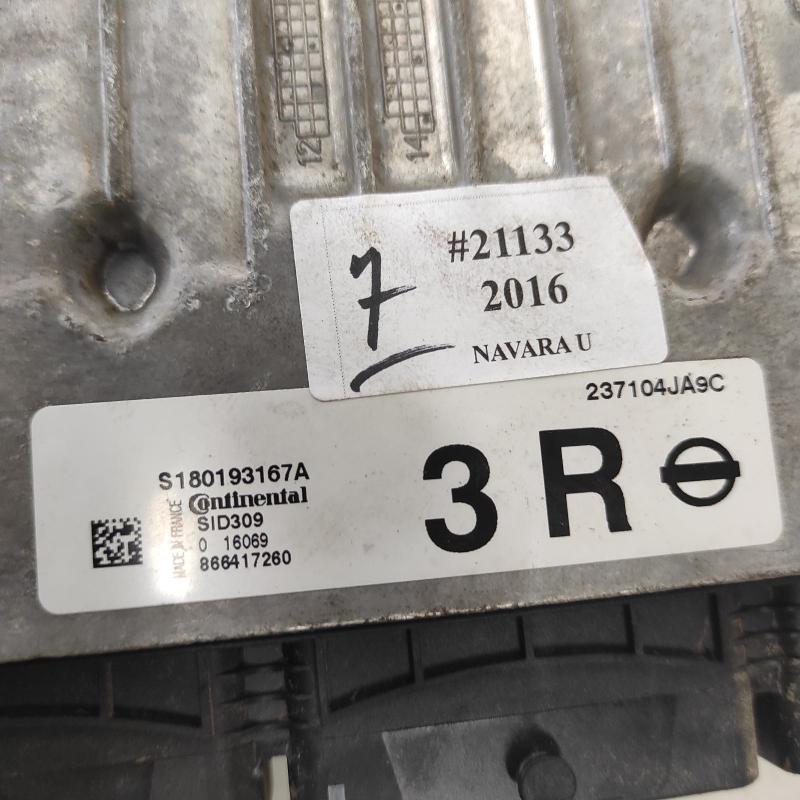 12
14
7
#21133
2016
NAVARA U
237104JA9C
S180193167A
Continental
MADE IN FRANCE
SID309
0 16069
866417260
3 R